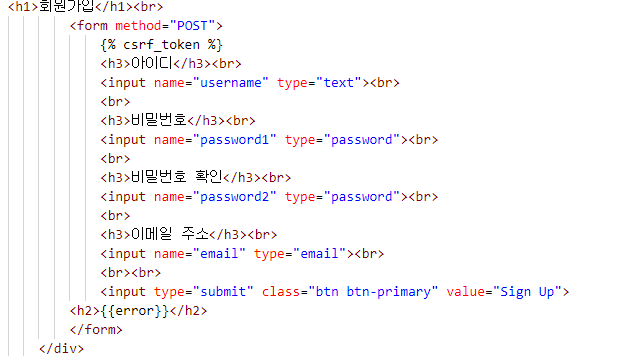 <h1>회원가입</h1><br>
<form method="POST">
{% csrf_token %}
<h3>아이디</h3><br>
<input name="username" type="text"><br>
<br>
<h3>비밀번호</h3><br>
<input name="password1" type="password"><br>
<br>
<h3>비밀번호 확인</h3><br>
<input name="password2" type="password"><br>
<br>
<h3>이메일 주소</h3><br>
<input name="email" type="email"><br>
<br><br>
<input type="submit" class="btn btn-primary" value="Sign Up">
<h2>{{error}}</h2>
</form>
</div>